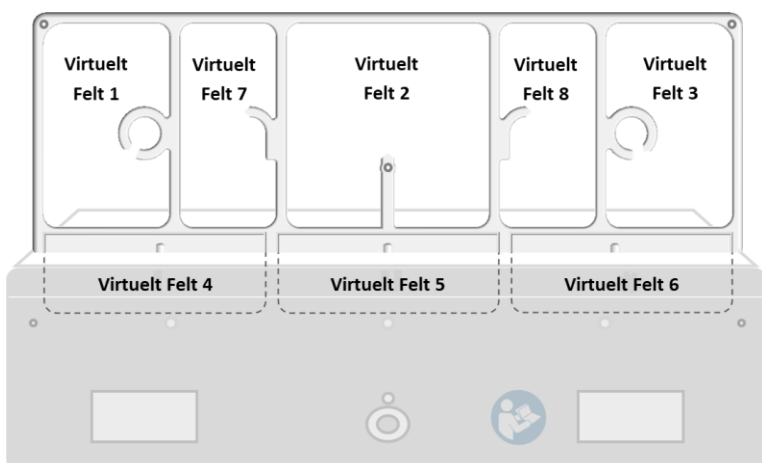 Virtuelt
Felt 1
Virtuelt
Felt 7
Virtuelt
Felt 2
Virtuelt
Felt 8
Virtuelt
Felt 3
Virtuelt Felt 4
Virtuelt Felt 5
Virtuelt Felt 6